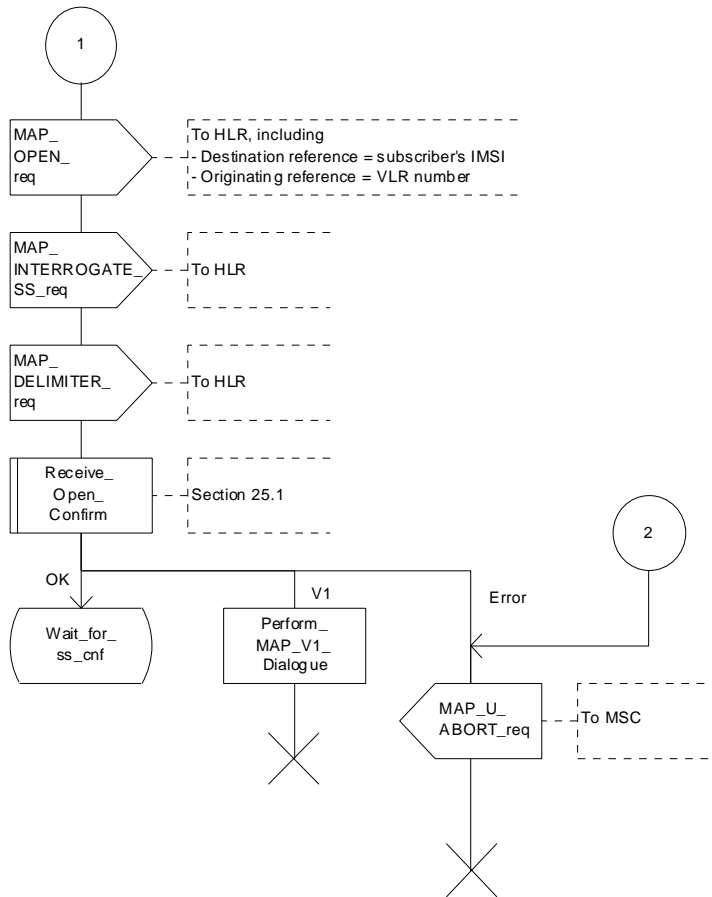 1
MAP_
OPEN_
req
To HLR, including
- Destination reference = subscriber's IMSI
- Originating reference = VLR number
MAP_
INTERROGATE_
SS_req
To HLR
MAP_
DELIMITER_
req
To HLR
Receive_
Open_
Confirm
Section 25.1
2
OK
V1
Error
Wait_for_
ss_cnf
Perform_
MAP_V1_
Dialogue
MAP_U_
ABORT_req
To MSC